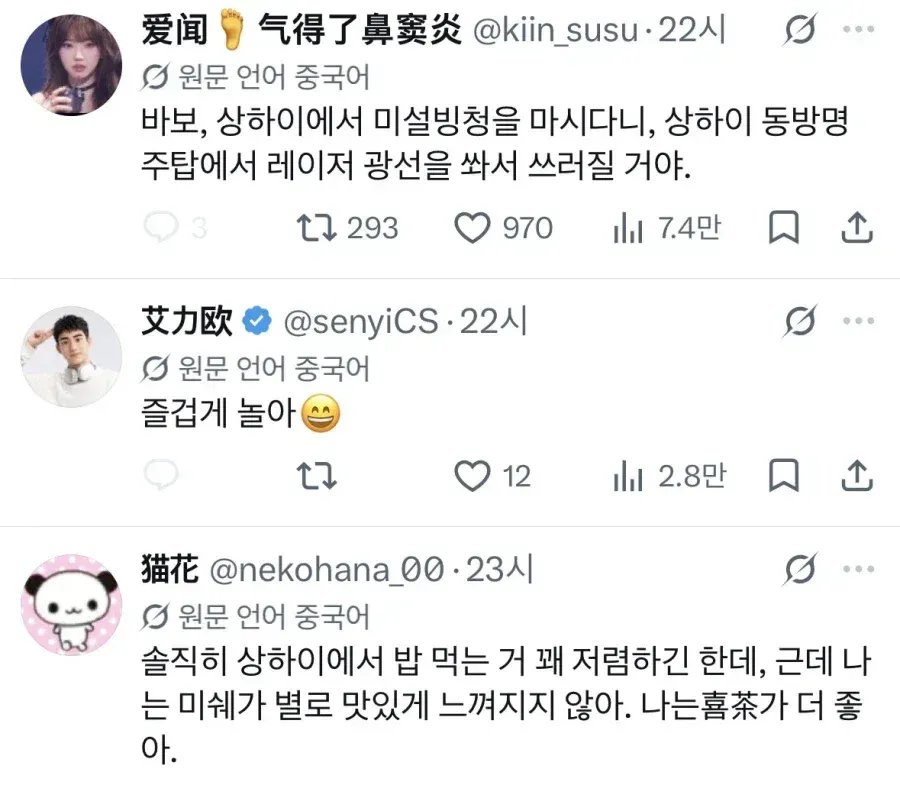 爱闻🦶气得了鼻窦炎 @kiin_susu · 22시
원문 언어 중국어
바보, 상하이에서 미설빙청을 마시다니, 상하이 동방명
주탑에서 레이저 광선을 쏴서 쓰러질 거야.
3 293 970 7.4만
艾力欧 @senyiCS · 22시
원문 언어 중국어
즐겁게 놀아😄
12 2.8만
猫花 @nekohana_00 · 23시
원문 언어 중국어
솔직히 상하이에서 밥 먹는 거 꽤 저렴하긴 한데, 근데 나
는 미쉐가 별로 맛있게 느껴지지 않아. 나는喜茶가 더 좋
아.